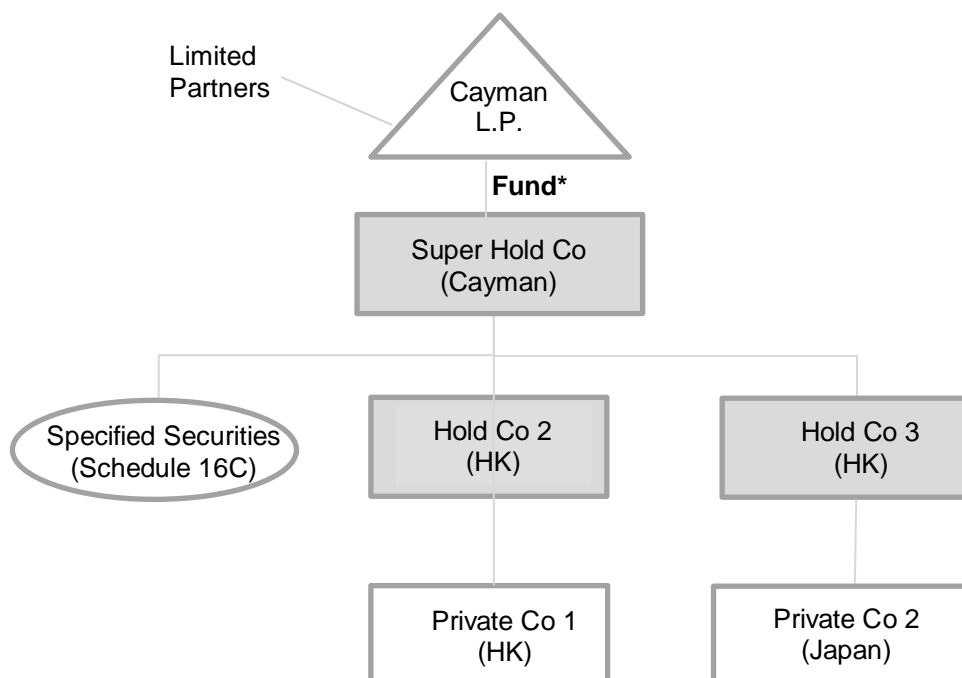 Limited
Partners
Cayman
L.P.
Fund*
Super Hold Co
(Cayman)
Specified Securities
(Schedule 16C)
Hold Co 2
(HK)
Hold Co 3
(HK)
Private Co 1
(HK)
Private Co 2
(Japan)